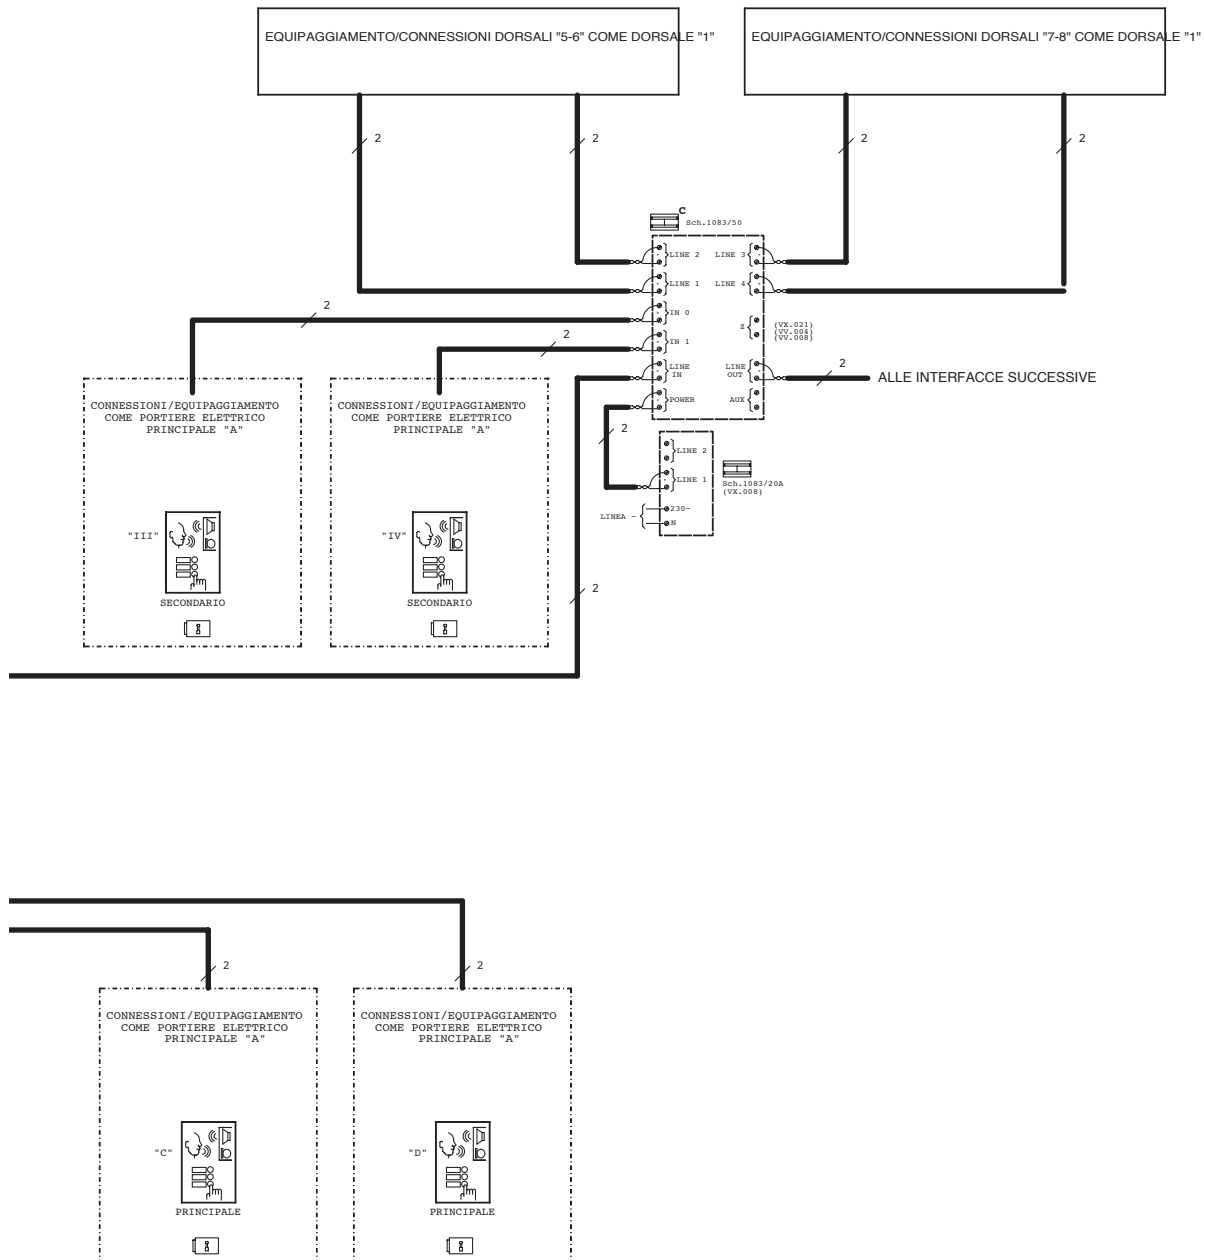 EQUIPAGGIAMENTO/CONNESSIONI DORSALI "5-6" COME DORSALE "1"
EQUIPAGGIAMENTO/CONNESSIONI DORSALI "7-8" COME DORSALE "1"
2
2
2
2
C
Sch.1083/50
LINE 2
LINE 3
LINE 1
LINE 4
2
IN 0
Z
(VX.021)
(VV.004)
(VV.008)
2
IN 1
LINE
IN
LINE
OUT
2
ALLE INTERFACCE SUCCESSIVE
POWER
AUX
CONNESSIONI/EQUIPAGGIAMENTO
COME PORTIERE ELETTRICO
PRINCIPALE "A"
CONNESSIONI/EQUIPAGGIAMENTO
COME PORTIERE ELETTRICO
PRINCIPALE "A"
2
LINE 2
LINE 1
Sch.1083/20A
(VX.008)
LINEA ~
230~
N
"III"
"IV"
2
SECONDARIO
SECONDARIO
2
2
CONNESSIONI/EQUIPAGGIAMENTO
COME PORTIERE ELETTRICO
PRINCIPALE "A"
CONNESSIONI/EQUIPAGGIAMENTO
COME PORTIERE ELETTRICO
PRINCIPALE "A"
"C"
"D"
PRINCIPALE
PRINCIPALE